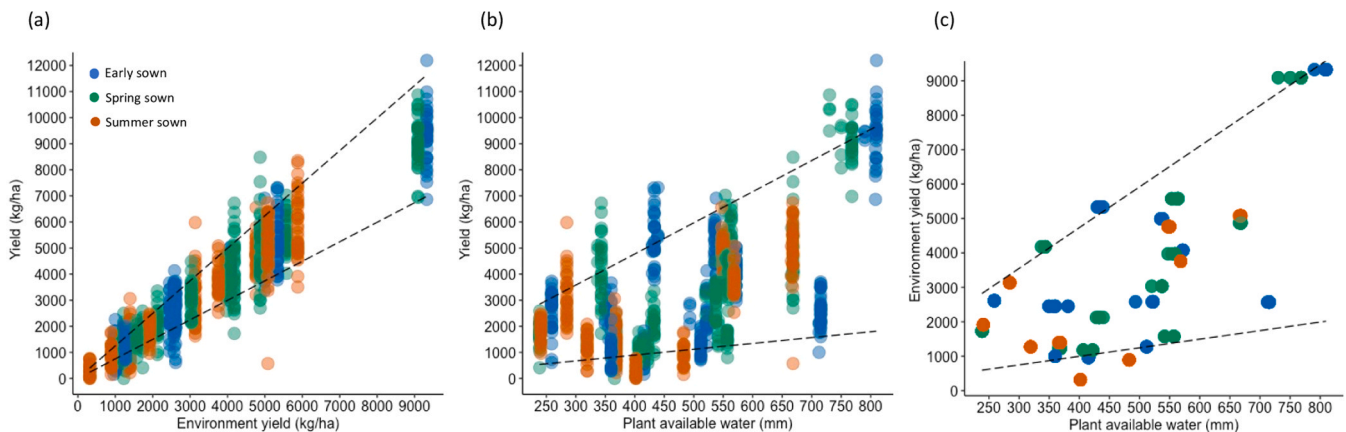 (a)
(b)
(c)
Early sown
Spring sown
Summer sown
Yield (kg/ha)
12000
11000
10000
9000
8000
7000
6000
5000
4000
3000
2000
1000
0
0 1000 2000 3000 4000 5000 6000 7000 8000 9000
Environment yield (kg/ha)
Yield (kg/ha)
12000
11000
10000
9000
8000
7000
6000
5000
4000
3000
2000
1000
0
250 300 350 400 450 500 550 600 650 700 750 800
Plant available water (mm)
Environment yield (kg/ha)
9000
8000
7000
6000
5000
4000
3000
2000
1000
0
250 300 350 400 450 500 550 600 650 700 750 800
Plant available water (mm)